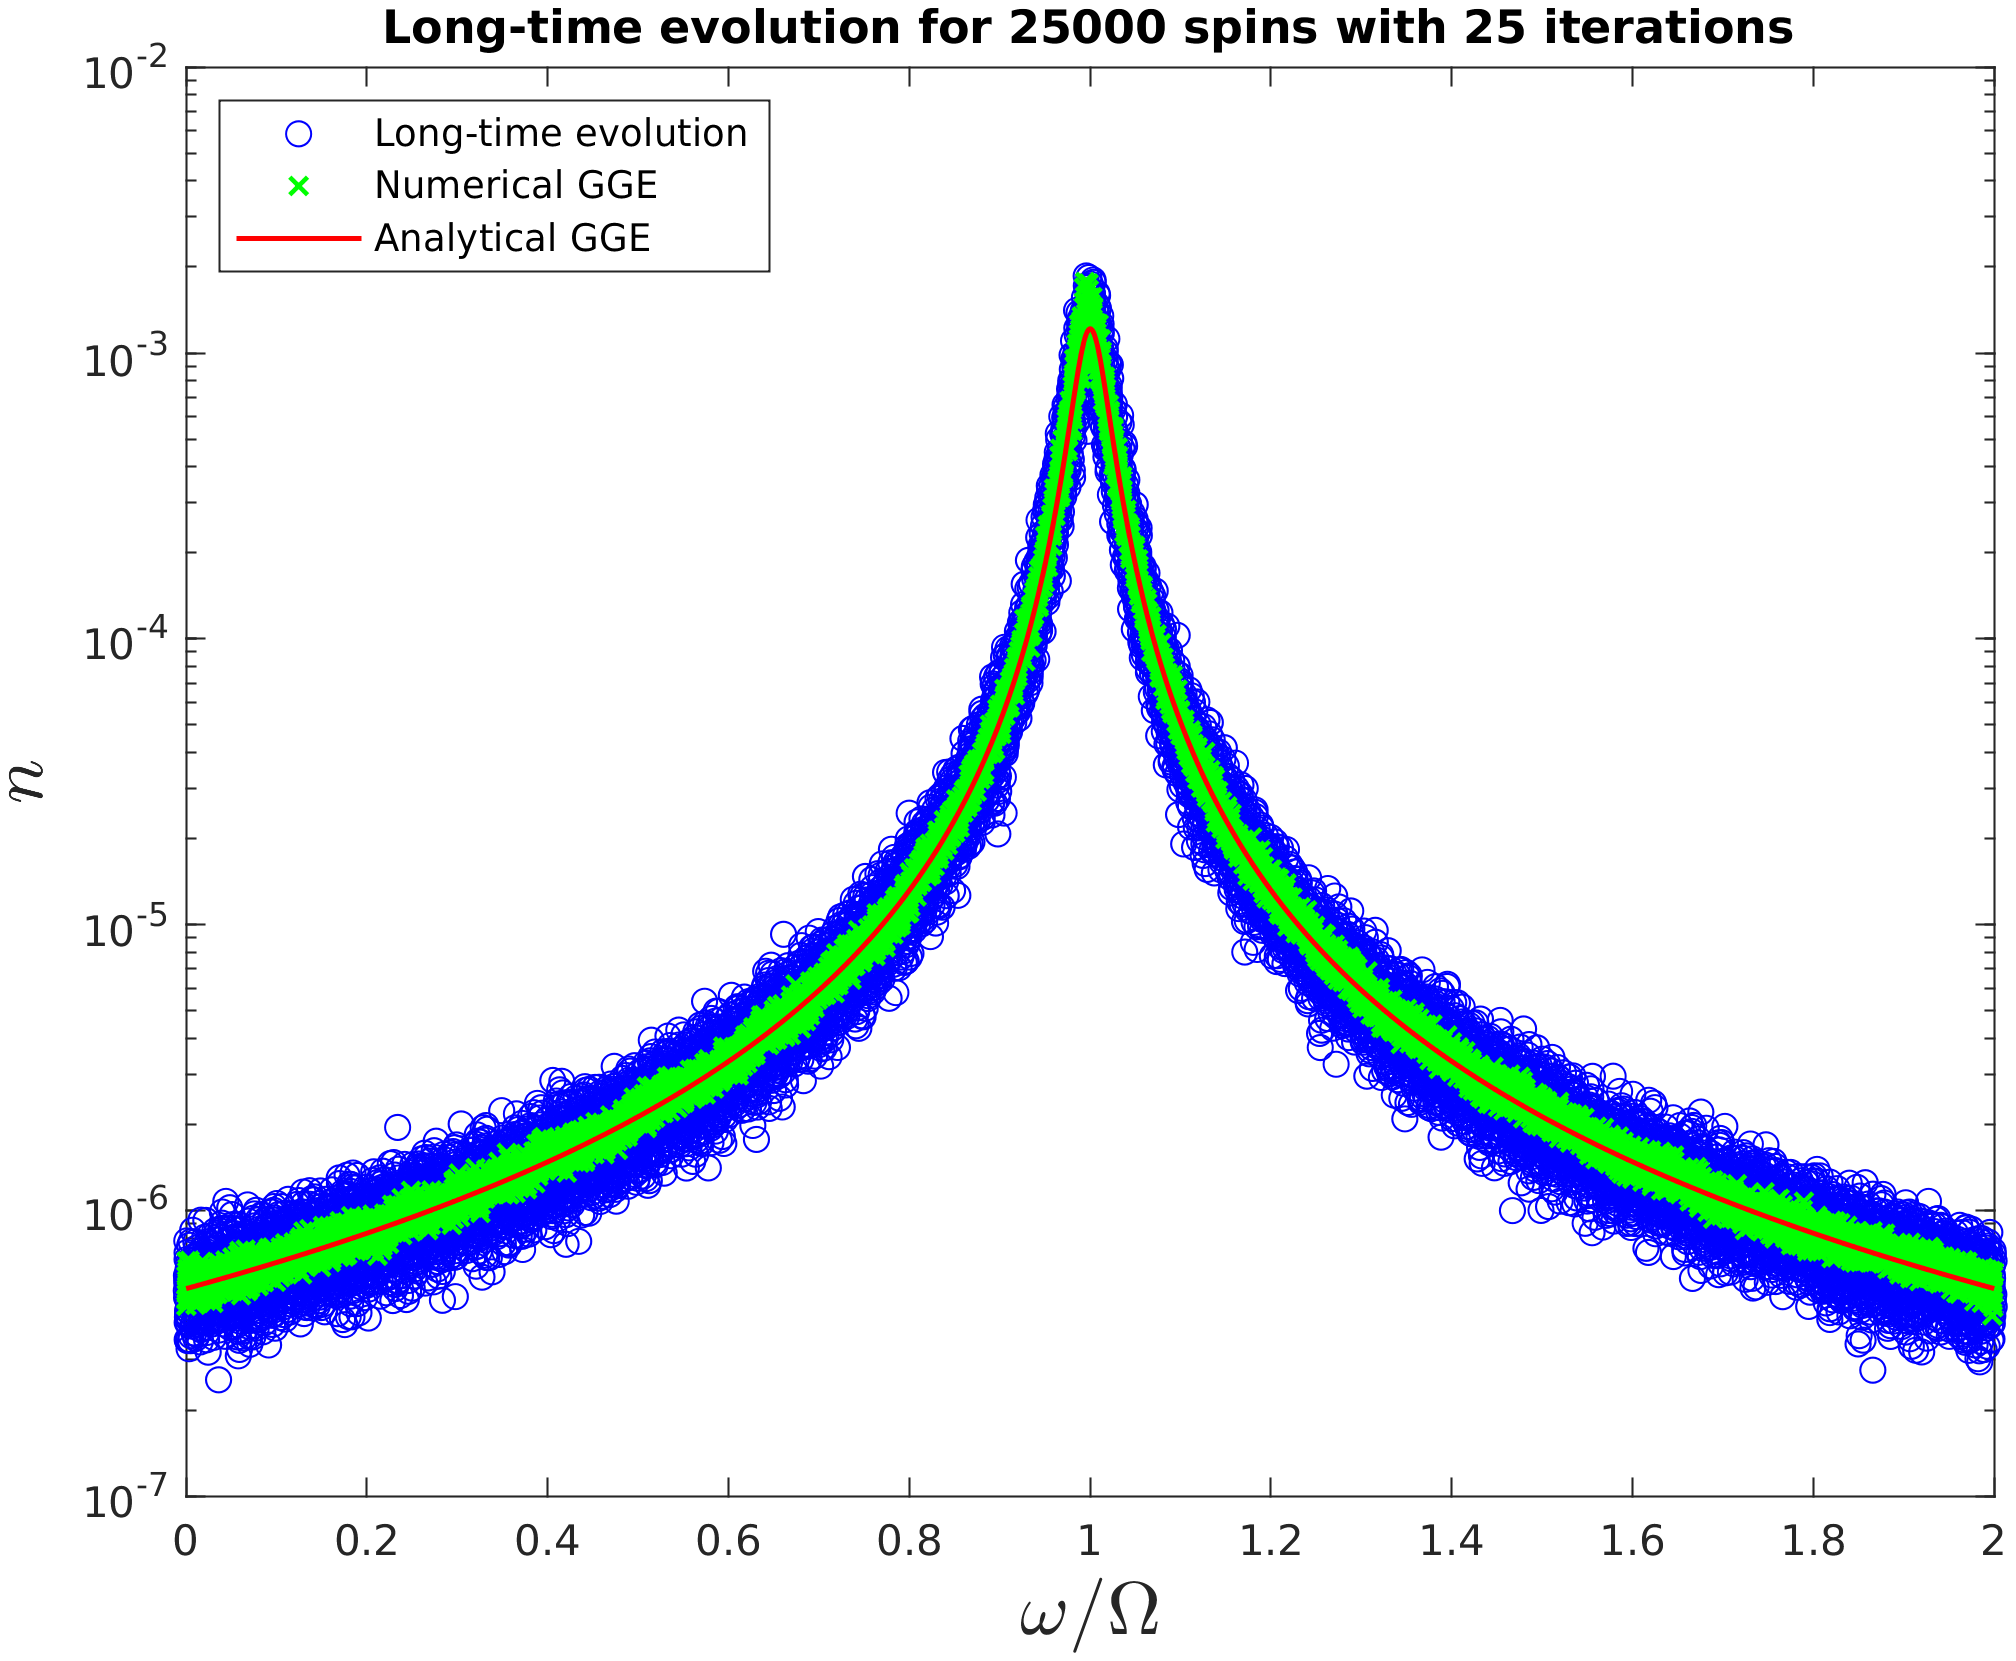 Long-time evolution for 25000 spins with 25 iterations
10⁻²
Long-time evolution
Numerical GGE
Analytical GGE
10⁻³
10⁻⁴
n
10⁻⁵
10⁻⁶
10⁻⁷
0 0.2 0.4 0.6 0.8 1 1.2 1.4 1.6 1.8 2
ω/Ω